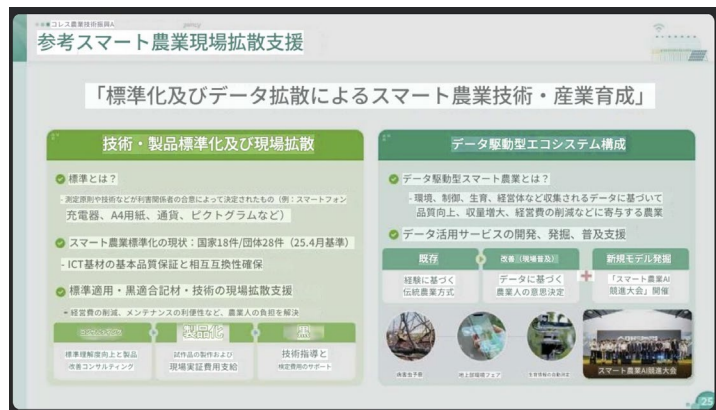 コレス農業技術振興A
参考スマート農業現場拡散支援
「標準化及びデータ拡散によるスマート農業技術・産業育成」
技術・製品標準化及び現場拡散
標準とは？
- 測定原則や技術などが利害関係者の合意によって決定されたもの（例：スマートフォン
充電器、A4用紙、通貨、ピクトグラムなど）
スマート農業標準化の現状：国家18件/団体28件（25.4月基準）
- ICT基材の基本品質保証と相互互換性確保
標準適用・黒適合記材・技術の現場拡散支援
経営費の削減、メンテナンスの利便性など、農業人の負担を解決
製品化
標準理解度向上と製品
改善コンサルティング
試作品の製作および
現場実証費用支給
技術指導と
検定費用のサポート
データ駆動型エコシステム構成
データ駆動型スマート農業とは？
- 環境、制御、生育、経営体など収集されるデータに基づいて
品質向上、収量増大、経営費の削減などに寄与する農業
データ活用サービスの開発、発掘、普及支援
既存
改善（現場普及）
新規モデル発掘
経験に基づく
伝統農業方式
データに基づく
農業人の意思決定
+
「スマート農業AI
競進大会」開催
スマート農業AI競進大会
25